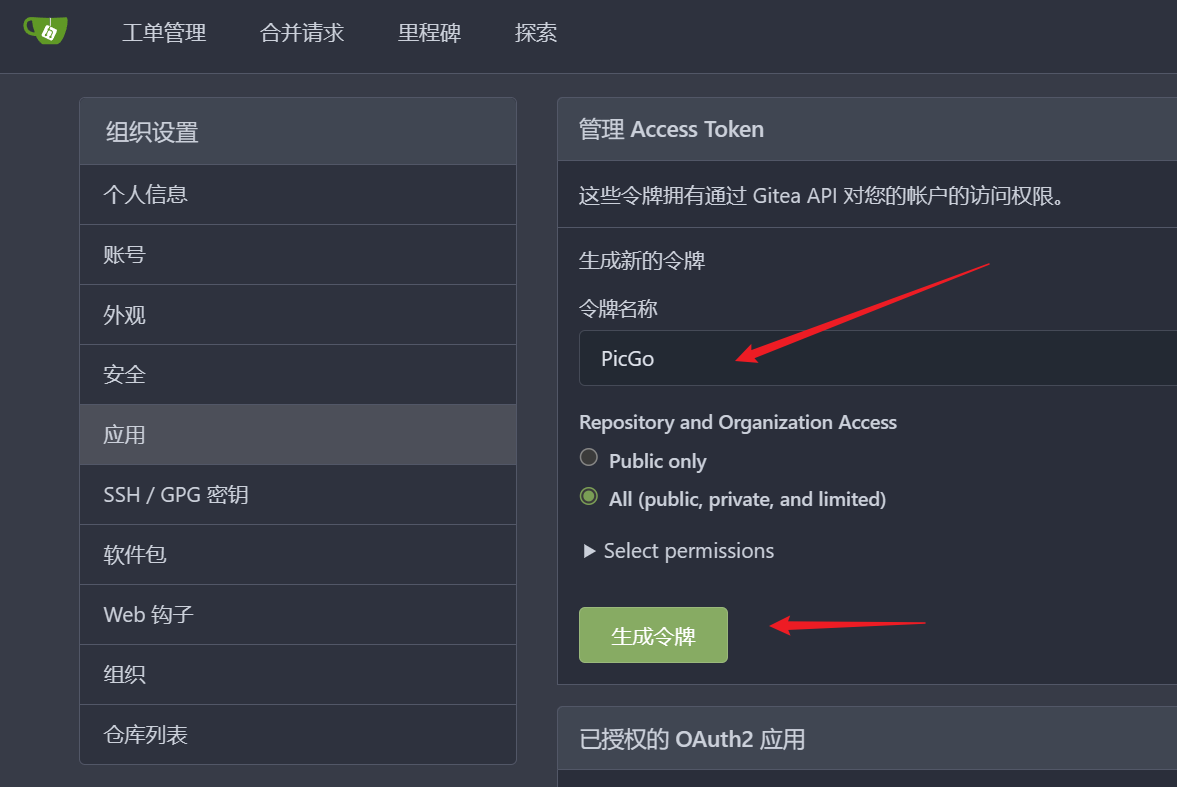 工单管理 合并请求 里程碑 探索
组织设置
个人信息
账号
外观
安全
应用
SSH / GPG 密钥
软件包
Web 钩子
组织
仓库列表
管理 Access Token
这些令牌拥有通过 Gitea API 对您的帐户的访问权限。
生成新的令牌
令牌名称
PicGo
Repository and Organization Access
Public only
All (public, private, and limited)
Select permissions
生成令牌
已授权的 OAuth2 应用